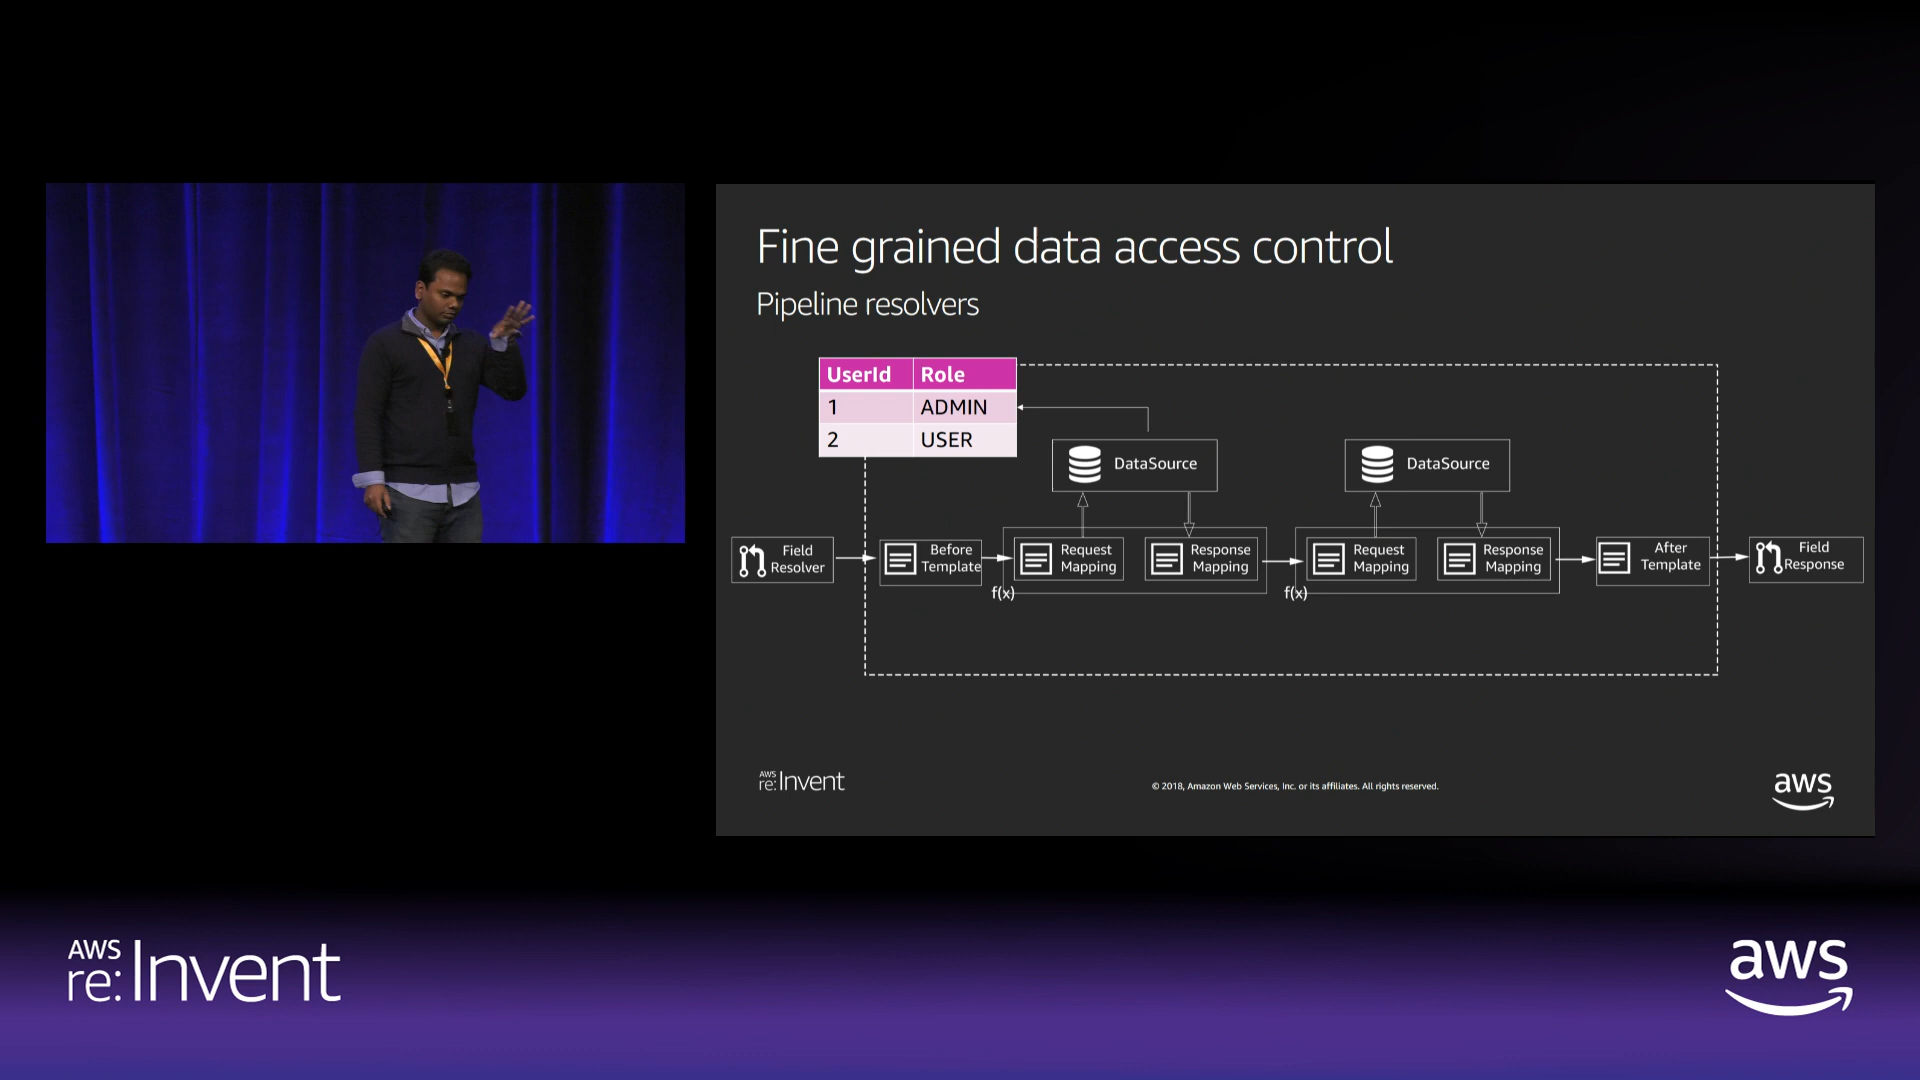 Fine grained data access control
Pipeline resolvers
UserId Role
1 ADMIN
2 USER
DataSource
DataSource
Field
Resolver
Before
Template
Request
Mapping
Response
Mapping
f(x)
Request
Mapping
Response
Mapping
f(x)
After
Template
Field
Response
AWS
re:Invent
© 2018, Amazon Web Services, Inc. or its affiliates. All rights reserved.
aws
AWS
re:Invent
aws